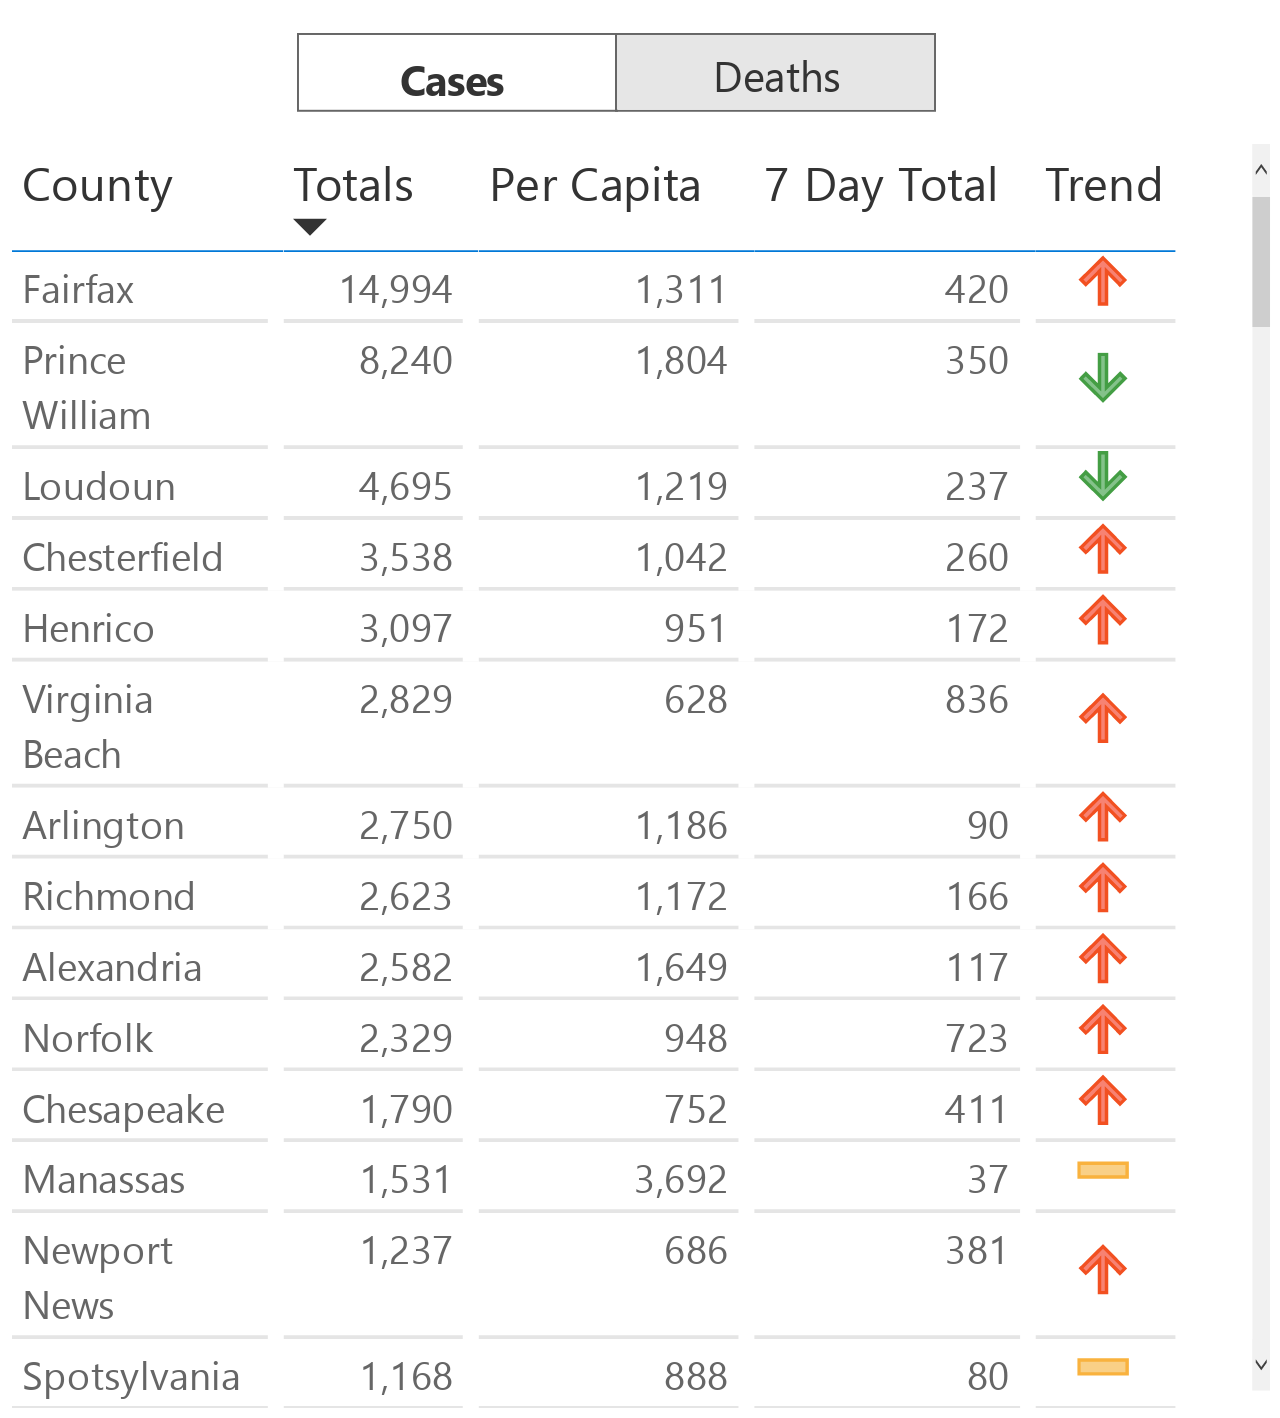 Cases Deaths
County Totals Per Capita 7 Day Total Trend
Fairfax 14,994 1,311 420
Prince 8,240 1,804 350
William
Loudoun 4,695 1,219 237
Chesterfield 3,538 1,042 260
Henrico 3,097 951 172
Virginia 2,829 628 836
Beach
Arlington 2,750 1,186 90
Richmond 2,623 1,172 166
Alexandria 2,582 1,649 117
Norfolk 2,329 948 723
Chesapeake 1,790 752 411
Manassas 1,531 3,692 37
Newport 1,237 686 381
News
Spotsylvania 1,168 888 80